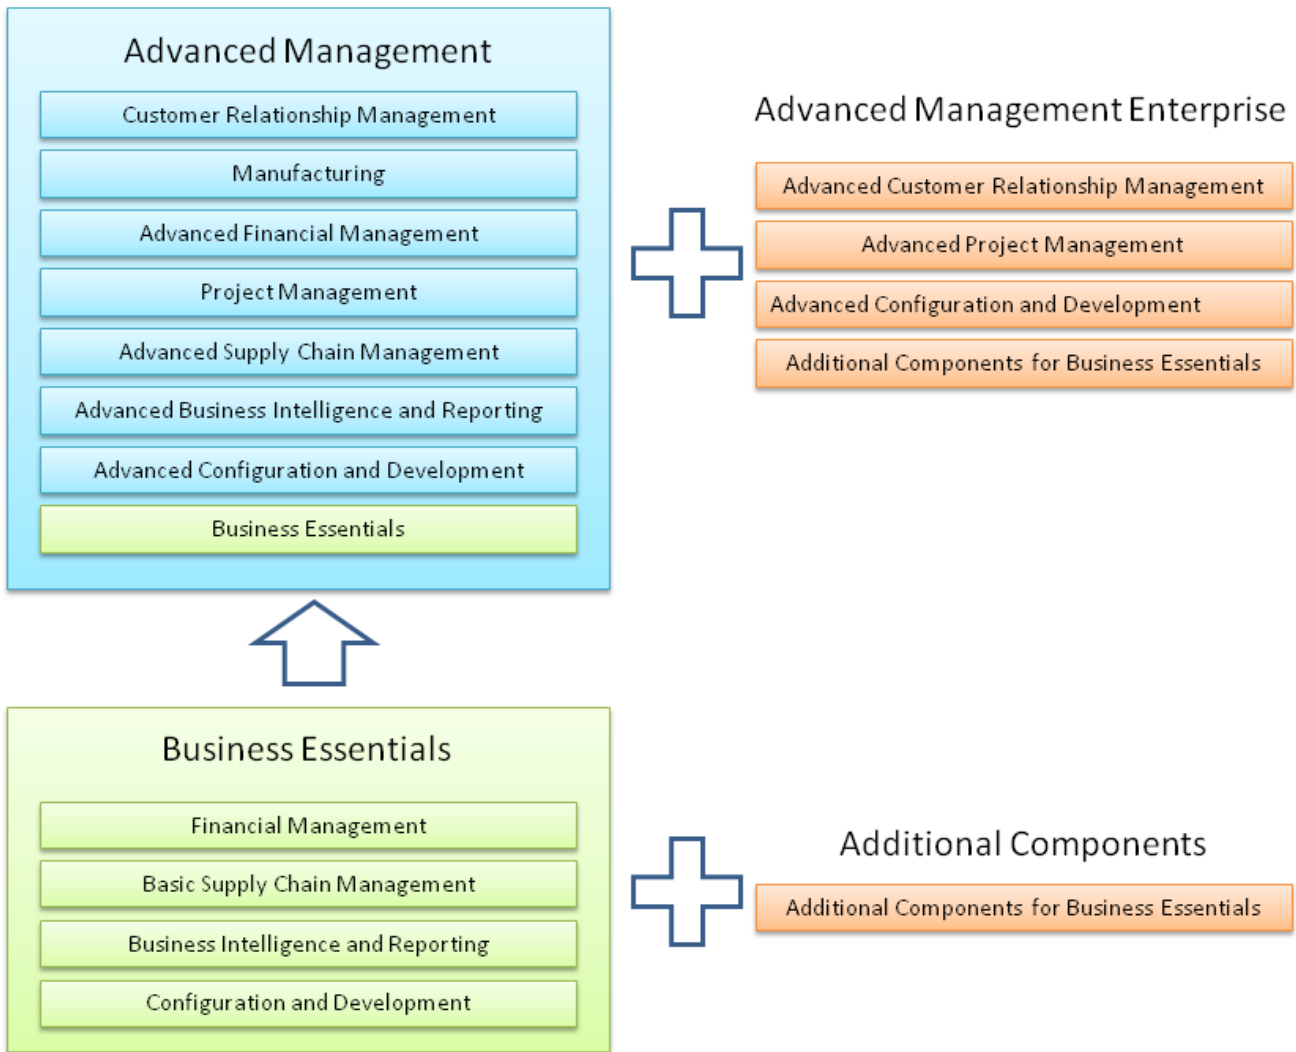 Advanced Management
Customer Relationship Management
Manufacturing
Advanced Financial Management
Project Management
Advanced Supply Chain Management
Advanced Business Intelligence and Reporting
Advanced Configuration and Development
Business Essentials
Advanced Management Enterprise
Advanced Customer Relationship Management
Advanced Project Management
Advanced Configuration and Development
Additional Components for Business Essentials
Business Essentials
Financial Management
Basic Supply Chain Management
Business Intelligence and Reporting
Configuration and Development
Additional Components
Additional Components for Business Essentials